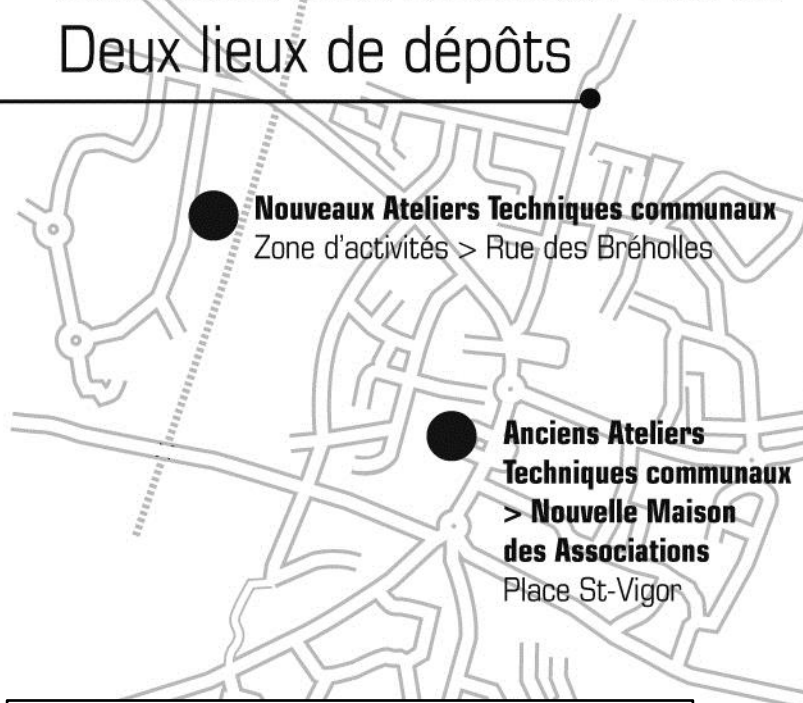 Deux lieux de dépôts
Nouveaux Ateliers Techniques communaux
Zone d'activités > Rue des Bréholles
Anciens Ateliers
Techniques communaux
> Nouvelle Maison
des Associations
Place St-Vigor